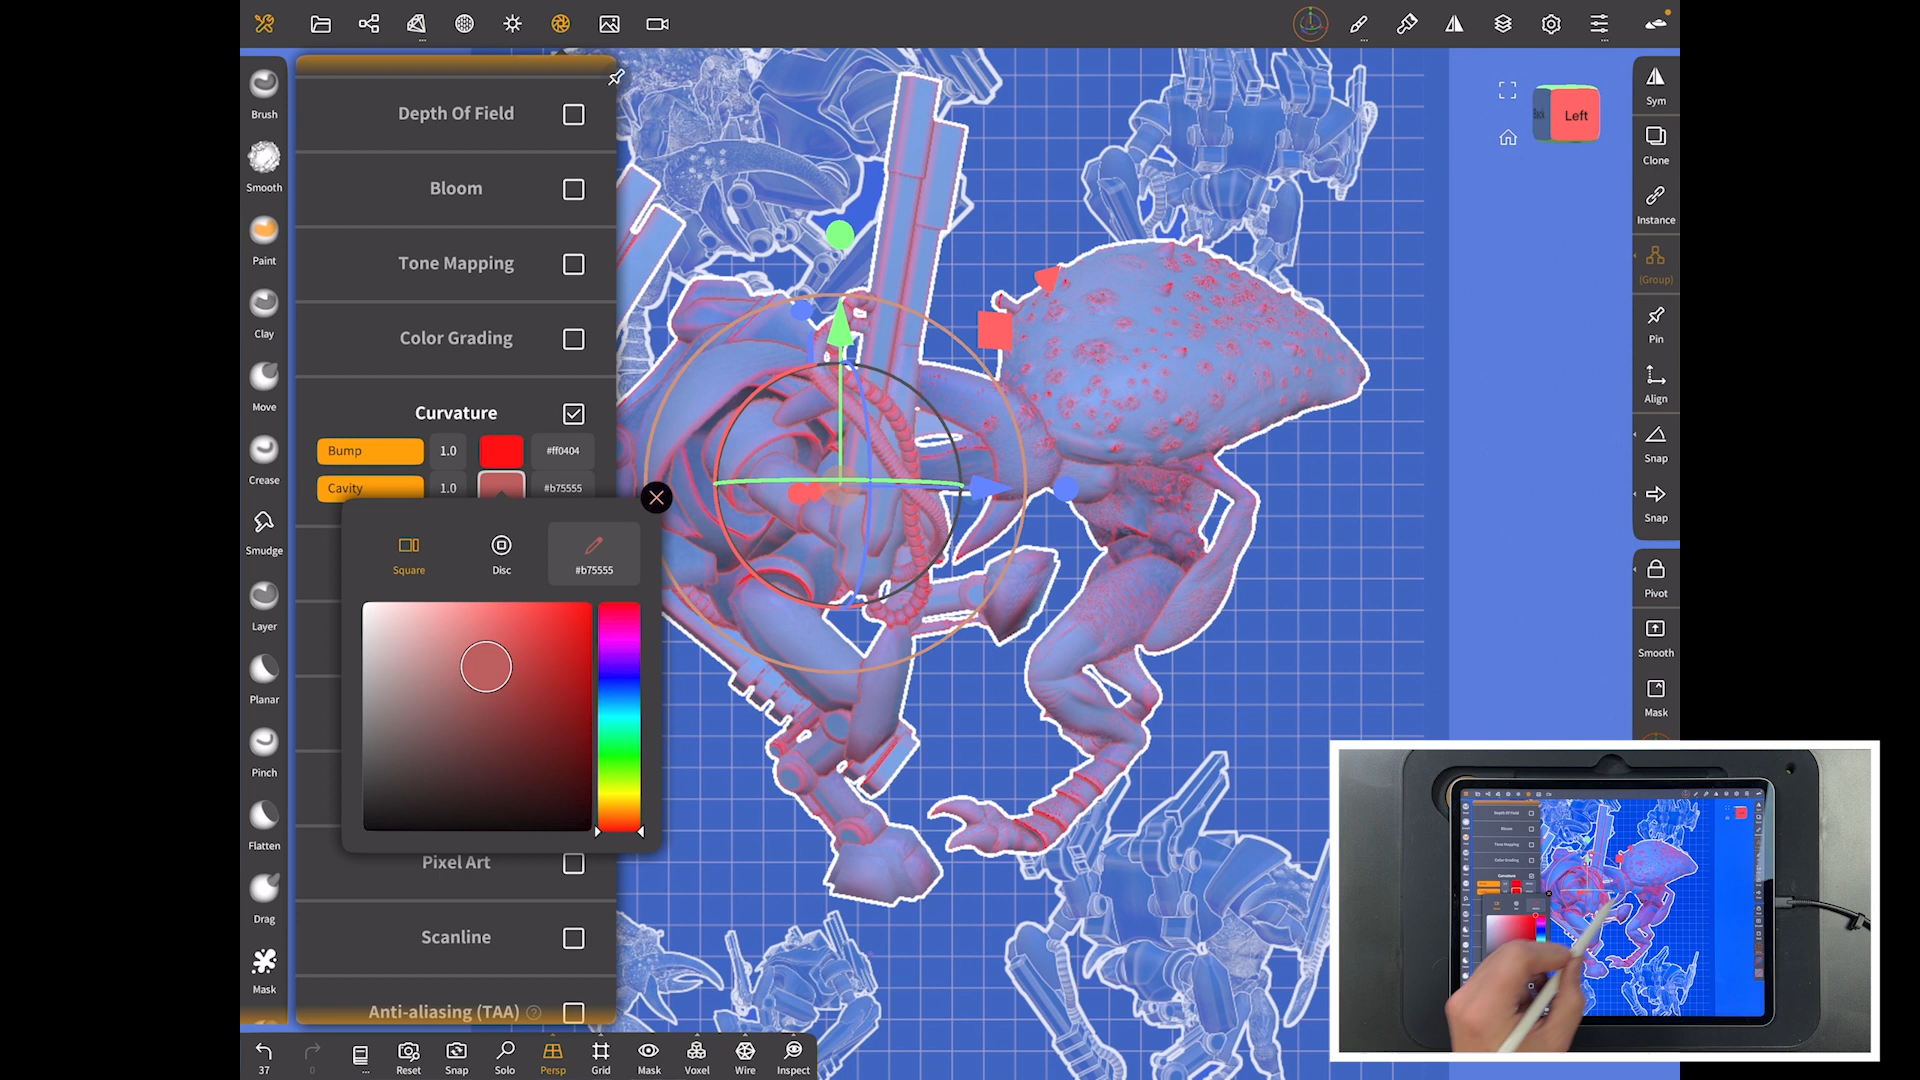 Brush
Smooth
Paint
Clay
Move
Crease
Smudge
Layer
Planar
Pinch
Flatten
Drag
Mask
Depth Of Field
Bloom
Tone Mapping
Color Grading
Curvature
Bump 1.0 #ff0404
Cavity 1.0 #b75555
Square Disc #b75555
Pixel Art
Scanline
Anti-aliasing (TAA) ?
37 0 ... Reset Snap Solo Persp Grid Mask Voxel Wire Inspect
Back Left
Sym
Clone
Instance
(Group)
Pin
Align
Snap
Snap
Pivot
Smooth
Mask